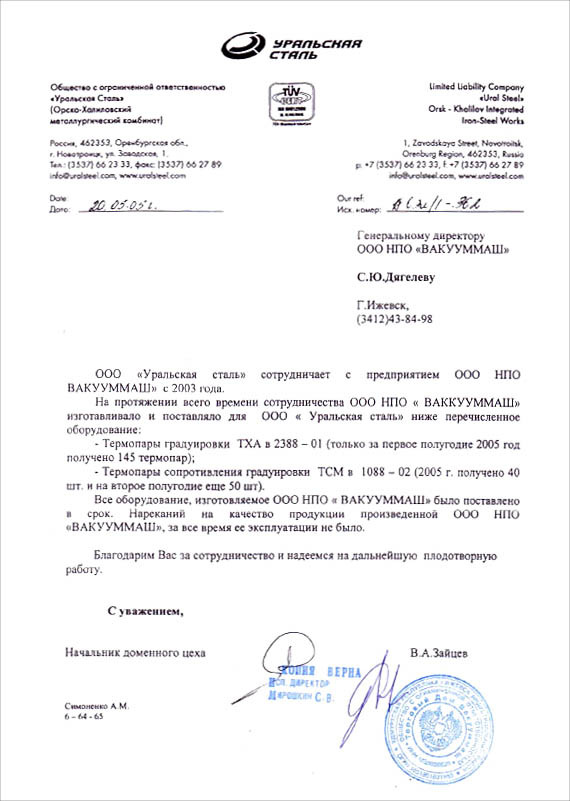 УРАЛЬСКАЯ
СТАЛЬ
Общество с ограниченной ответственностью
«Уральская Сталь»
(Орско-Халиловский
металлургический комбинат)
TÜV
CERT
Limited Liability Company
«Ural Steel»
Orsk - Khalilov Integrated
Iron-Steel Works
Россия, 462353, Оренбургская обл.,
г. Новотроицк, ул. Заводская, 1,
Тел.: (3537) 66 23 33, факс: (3537) 66 27 89
info@uralsteel.com, www.uralsteel.com
1, Zavodskaya Street, Novotroitsk,
Orenburg Region, 462353, Russia
p: +7 (3537) 66 23 33, f: +7 (3537) 66 27 89
info@uralsteel.com, www.uralsteel.com
Date
Дата: 20.05.05г.
Our ref:
Исх. номер:
Генеральному директору
ООО НПО «ВАКУУММАШ»
С.Ю.Дягелеву
Г.Ижевск,
(3412)43-84-98
ООО «Уральская сталь» сотрудничает с предприятием ООО НПО
ВАКУУММАШ» с 2003 года.
На протяжении всего времени сотрудничества ООО НПО « ВАККУУММАШ»
изготавливало и поставляло для ООО « Уральская сталь» ниже перечисленное
оборудование:
- Термопары градуировки ТХА в 2388 – 01 (только за первое полугодие 2005 год
получено 145 термопар);
- Термопары сопротивления градуировки ТСМ в 1088 – 02 (2005 г. получено 40
шт. и на второе полугодие еще 50 шт).
Все оборудование, изготовляемое ООО НПО « ВАКУУММАШ» было поставлено
в срок. Нареканий на качество продукции произведенной ООО НПО
«ВАКУУММАШ», за все время ее эксплуатации не было.
Благодарим Вас за сотрудничество и надеемся на дальнейшую плодотворную
работу.
С уважением,
Начальник доменного цеха
В.А.Зайцев
КОПИЯ ВЕРНА
ИСП. ДИРЕКТОР
МИРОШКИН С. В.
Симоненко А.М.
6 – 64 - 65